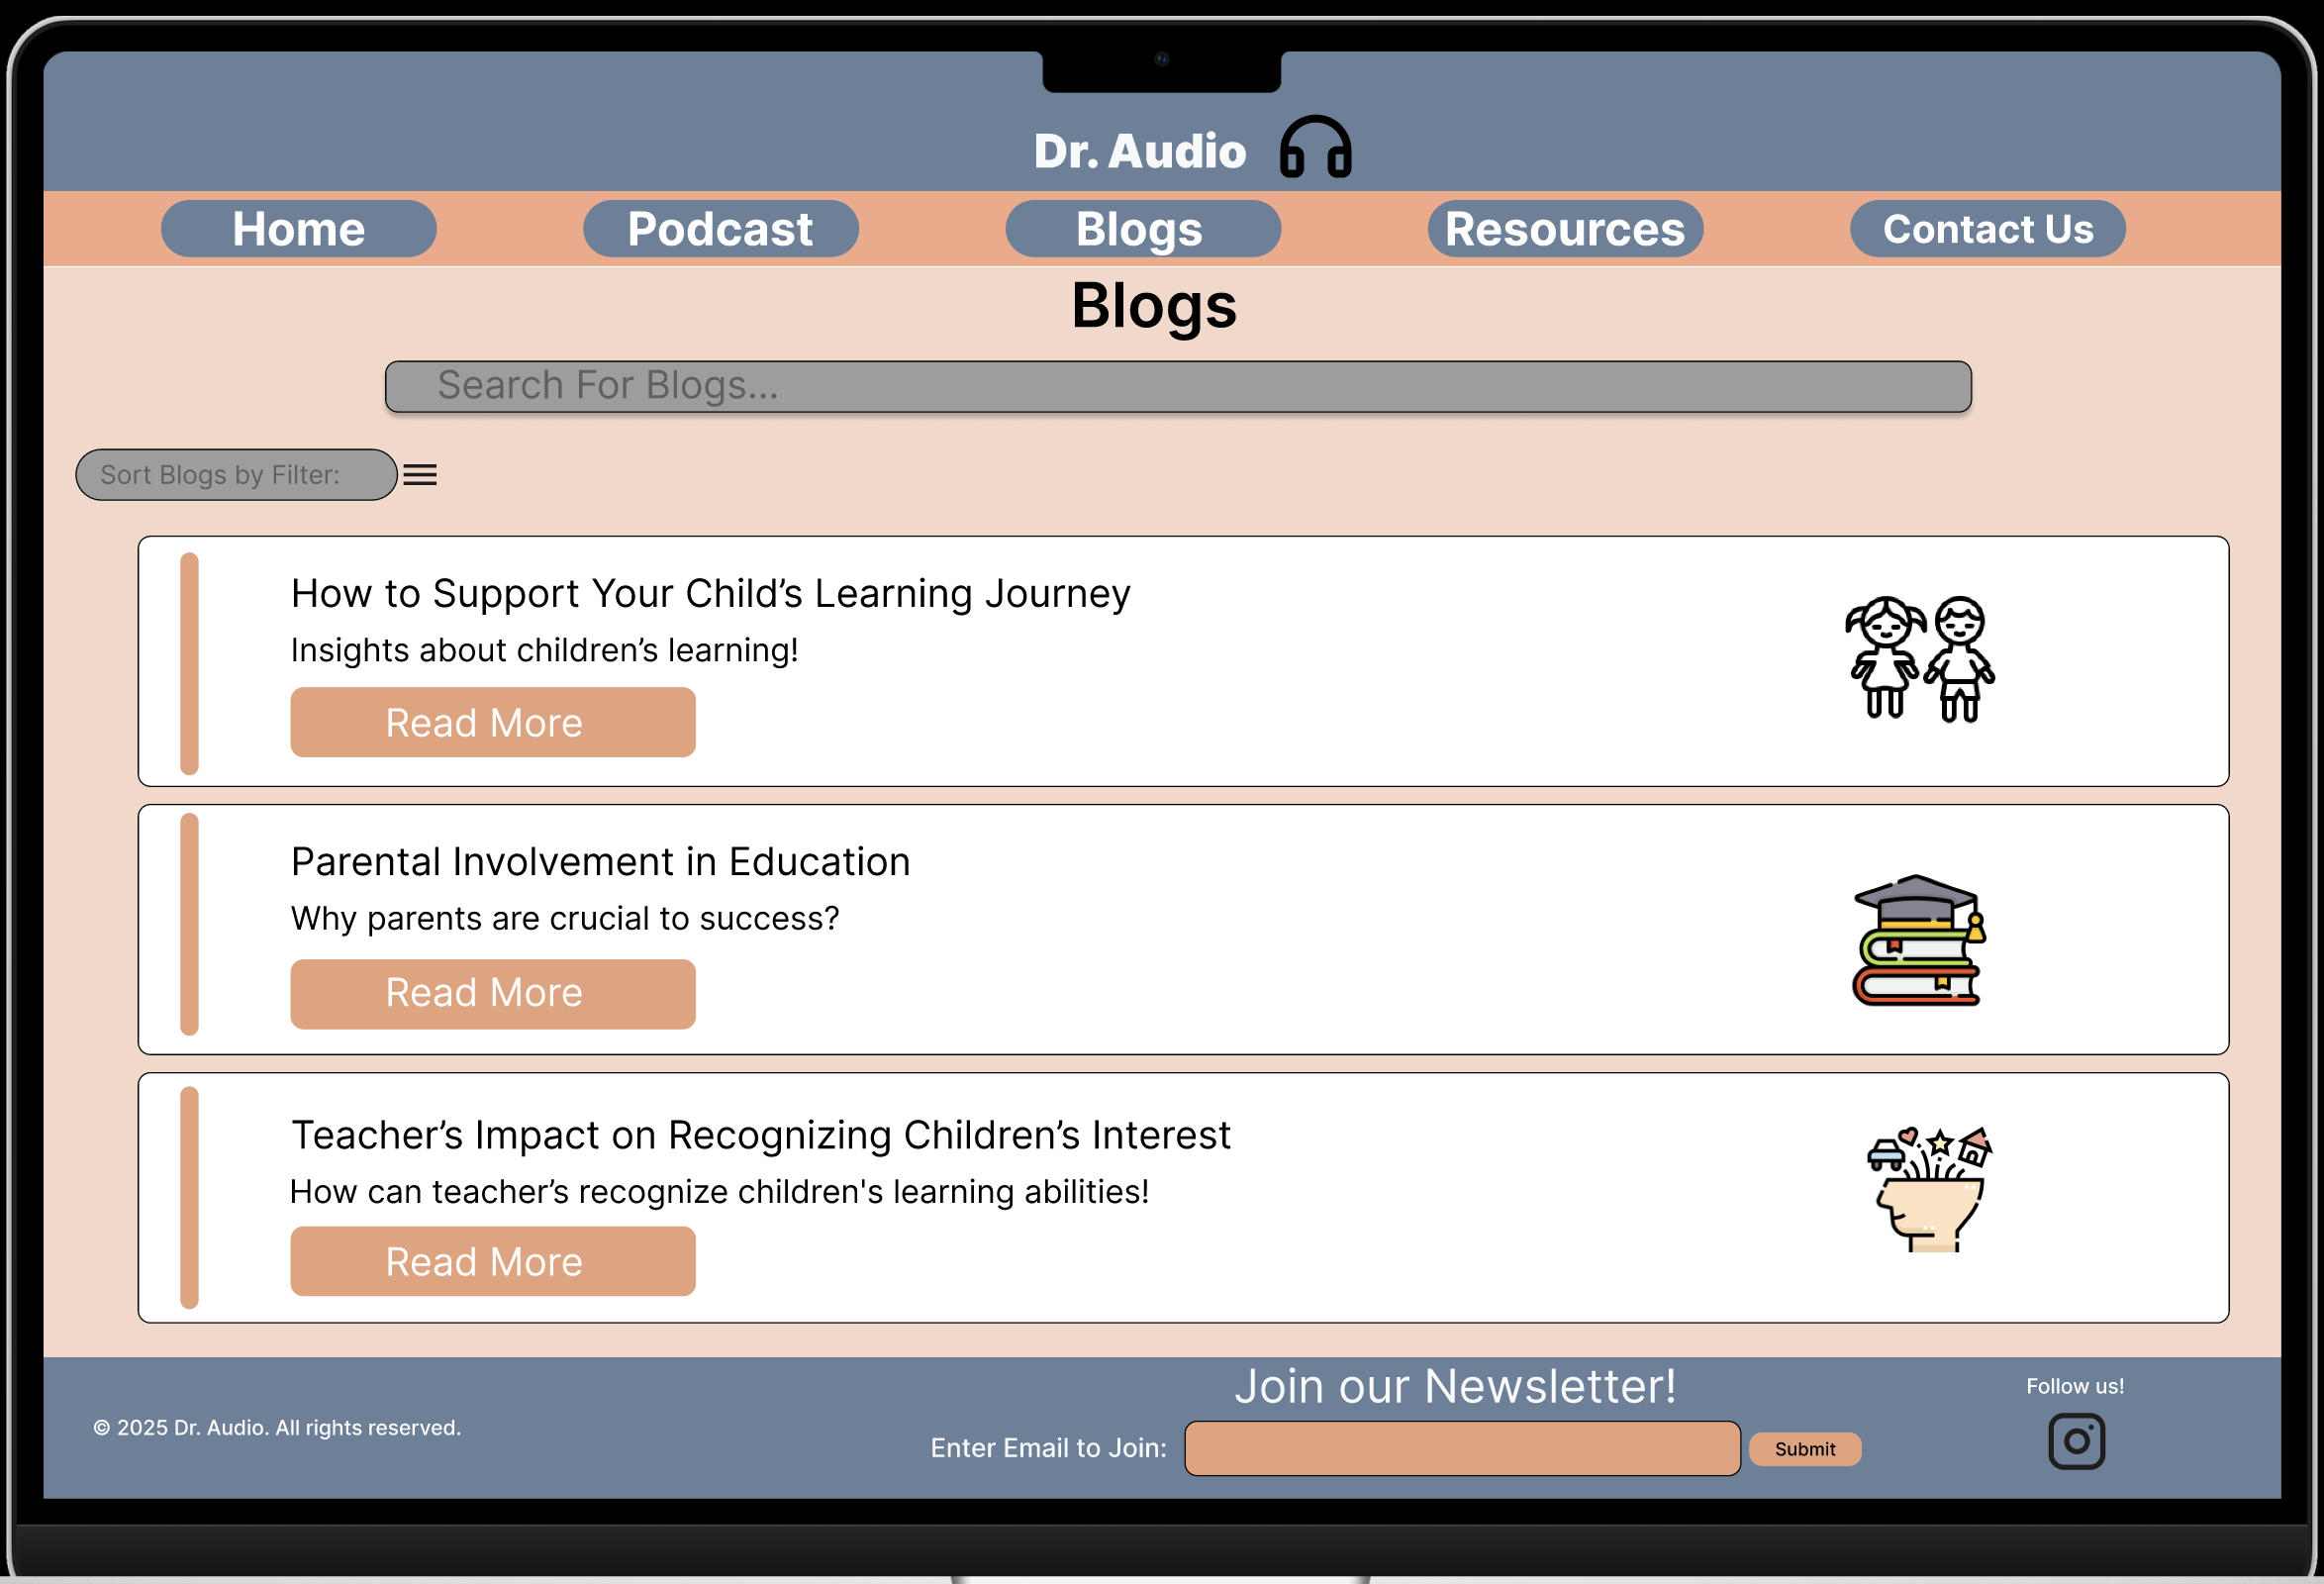 Dr. Audio
Home Podcast Blogs Resources Contact Us
Blogs
Search For Blogs...
Sort Blogs by Filter:
How to Support Your Child’s Learning Journey
Insights about children’s learning!
Read More
Parental Involvement in Education
Why parents are crucial to success?
Read More
Teacher’s Impact on Recognizing Children’s Interest
How can teacher’s recognize children's learning abilities!
Read More
© 2025 Dr. Audio. All rights reserved.
Join our Newsletter!
Enter Email to Join:
Submit
Follow us!